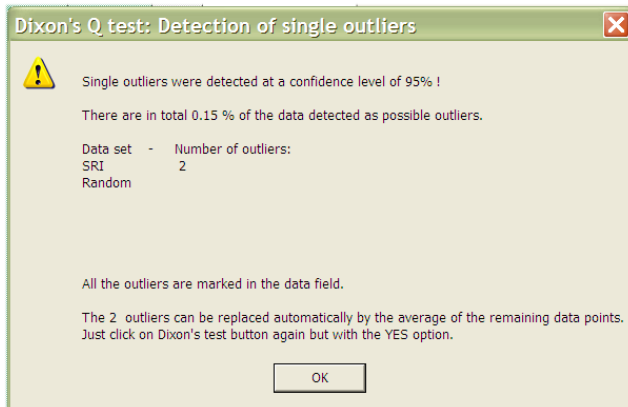 Dixon's Q test: Detection of single outliers
Single outliers were detected at a confidence level of 95% !
There are in total 0.15 % of the data detected as possible outliers.
Data set - Number of outliers:
SRI 2
Random
All the outliers are marked in the data field.
The 2 outliers can be replaced automatically by the average of the remaining data points.
Just click on Dixon's test button again but with the YES option.
OK